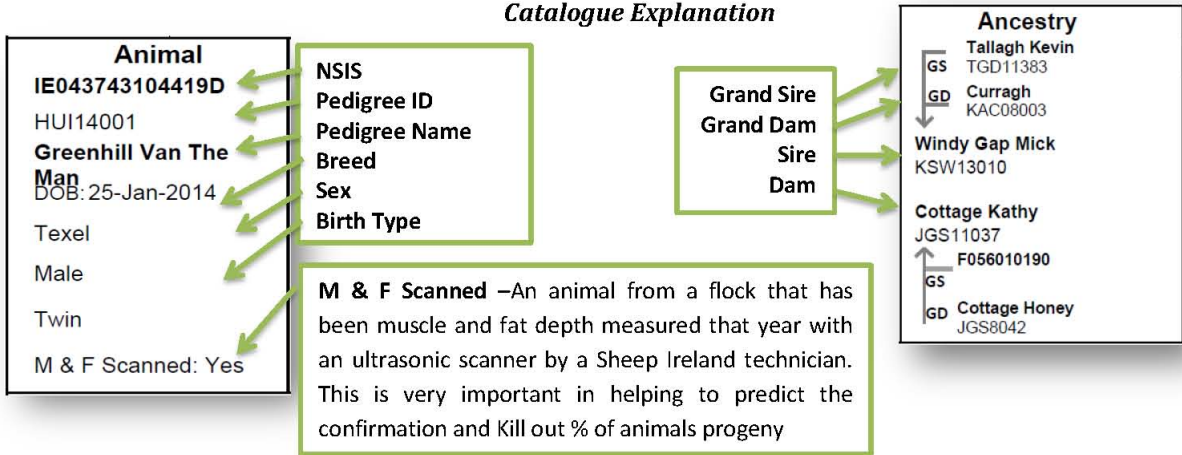 Catalogue Explanation
Animal
IE043743104419D
HUI14001
Greenhill Van The
Man
DOB: 25-Jan-2014
Texel
Male
Twin
M & F Scanned: Yes
NSIS
Pedigree ID
Pedigree Name
Breed
Sex
Birth Type
M & F Scanned –An animal from a flock that has
been muscle and fat depth measured that year with
an ultrasonic scanner by a Sheep Ireland technician.
This is very important in helping to predict the
confirmation and Kill out % of animals progeny
Grand Sire
Grand Dam
Sire
Dam
Ancestry
Tallagh Kevin
GS TGD11383
GD Curragh
KAC08003
Windy Gap Mick
KSW13010
Cottage Kathy
JGS11037
F056010190
GS
GD Cottage Honey
JGS8042